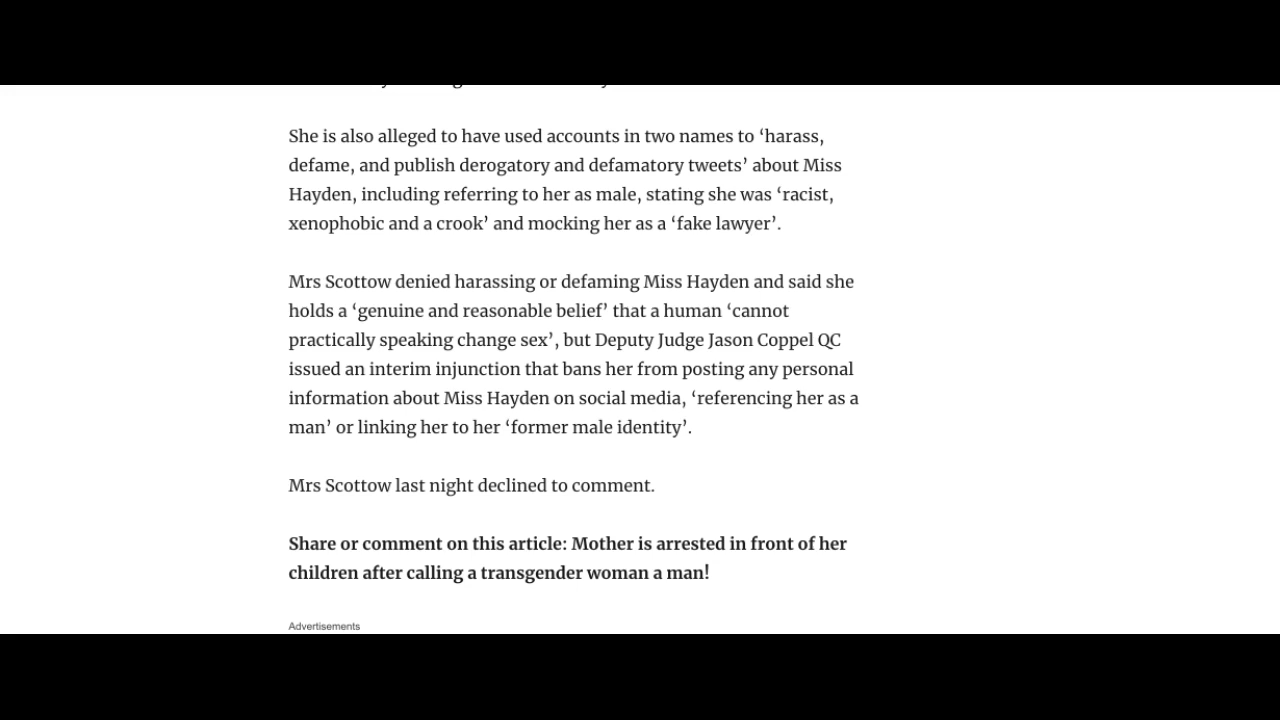 She is also alleged to have used accounts in two names to ‘harass,
defame, and publish derogatory and defamatory tweets’ about Miss
Hayden, including referring to her as male, stating she was ‘racist,
xenophobic and a crook’ and mocking her as a ‘fake lawyer’.
Mrs Scottow denied harassing or defaming Miss Hayden and said she
holds a ‘genuine and reasonable belief’ that a human ‘cannot
practically speaking change sex’, but Deputy Judge Jason Coppel QC
issued an interim injunction that bans her from posting any personal
information about Miss Hayden on social media, ‘referencing her as a
man’ or linking her to her ‘former male identity’.
Mrs Scottow last night declined to comment.
Share or comment on this article: Mother is arrested in front of her
children after calling a transgender woman a man!
Advertisements